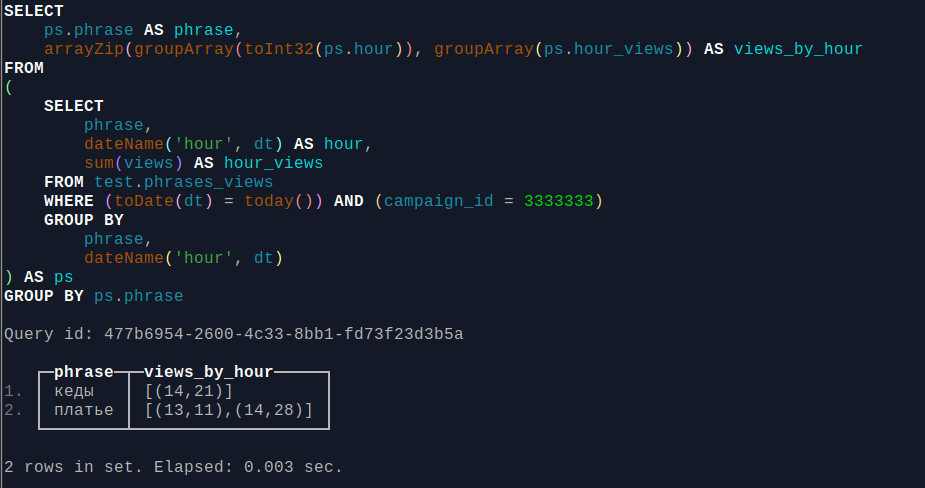 SELECT
    ps.phrase AS phrase,
    arrayZip(groupArray(toInt32(ps.hour)), groupArray(ps.hour_views)) AS views_by_hour
FROM
(
    SELECT
        phrase,
        dateName('hour', dt) AS hour,
        sum(views) AS hour_views
    FROM test.phrases_views
    WHERE (toDate(dt) = today()) AND (campaign_id = 3333333)
    GROUP BY
        phrase,
        dateName('hour', dt)
) AS ps
GROUP BY ps.phrase
Query id: 477b6954-2600-4c33-8bb1-fd73f23d3b5a
phrase views_by_hour
1. кеды [(14,21)]
2. платье [(13,11),(14,28)]
2 rows in set. Elapsed: 0.003 sec.